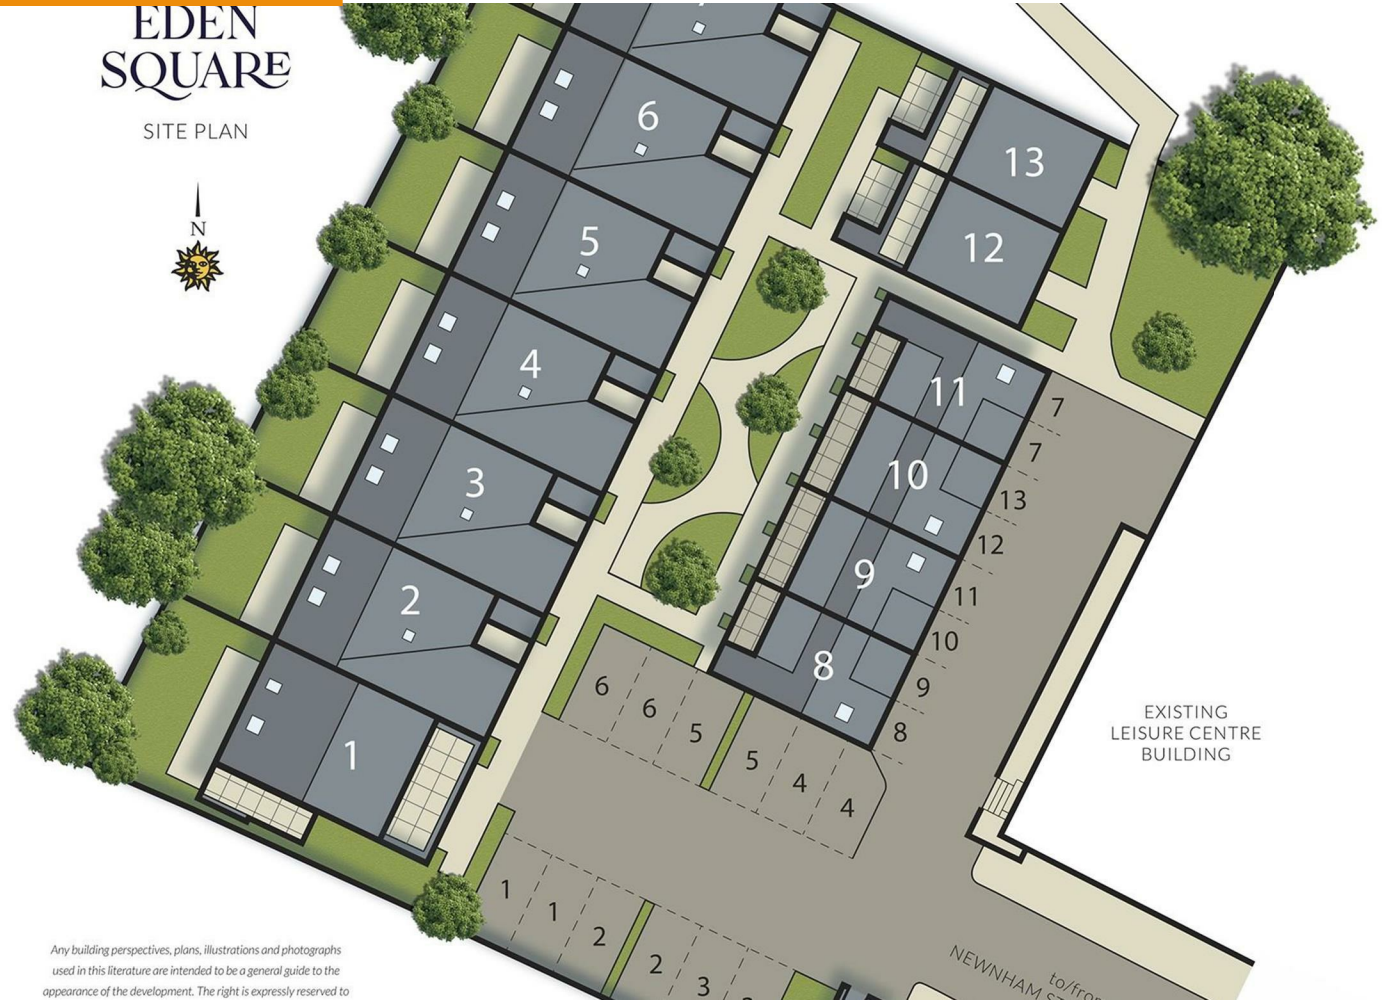 EDEN
SQUARE
SITE PLAN
N
6
5
4
3
2
1
13
12
11
10
9
8
7
7
13
12
11
10
9
8
6
6
5
5
4
4
1
1
2
2
3
EXISTING
LEISURE CENTRE
BUILDING
to/from
NEWNHAM
Any building perspectives, plans, illustrations and photographs
used in this literature are intended to be a general guide to the
appearance of the development. The right is expressly reserved to